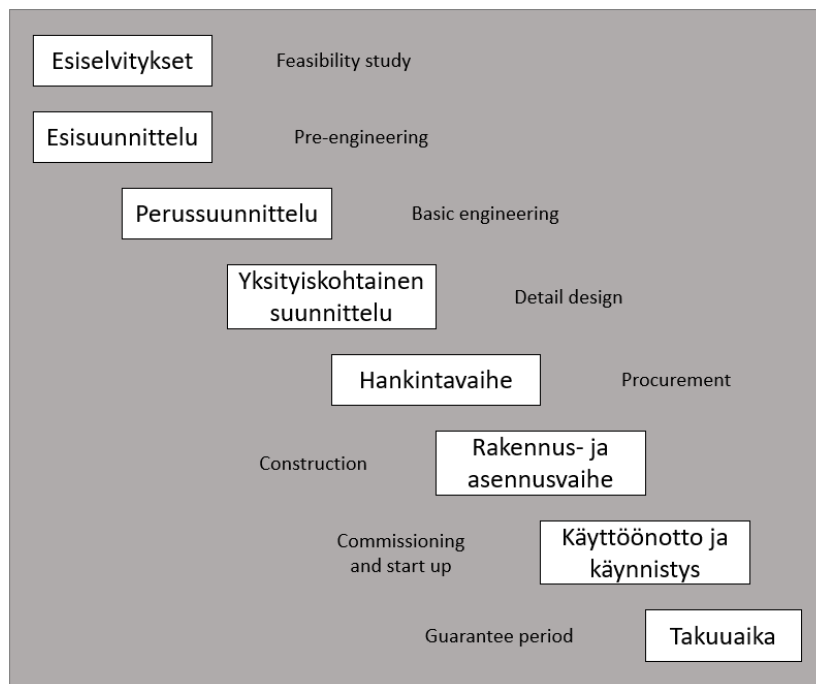 Esiselvitykset
Feasibility study
Esisuunnittelu
Pre-engineering
Perussuunnittelu
Basic engineering
Yksityiskohtainen
suunnittelu
Detail design
Hankintavaihe
Procurement
Construction
Rakennus- ja
asennusvaihe
Commissioning
and start up
Käyttöönotto ja
käynnistys
Guarantee period
Takuuaika